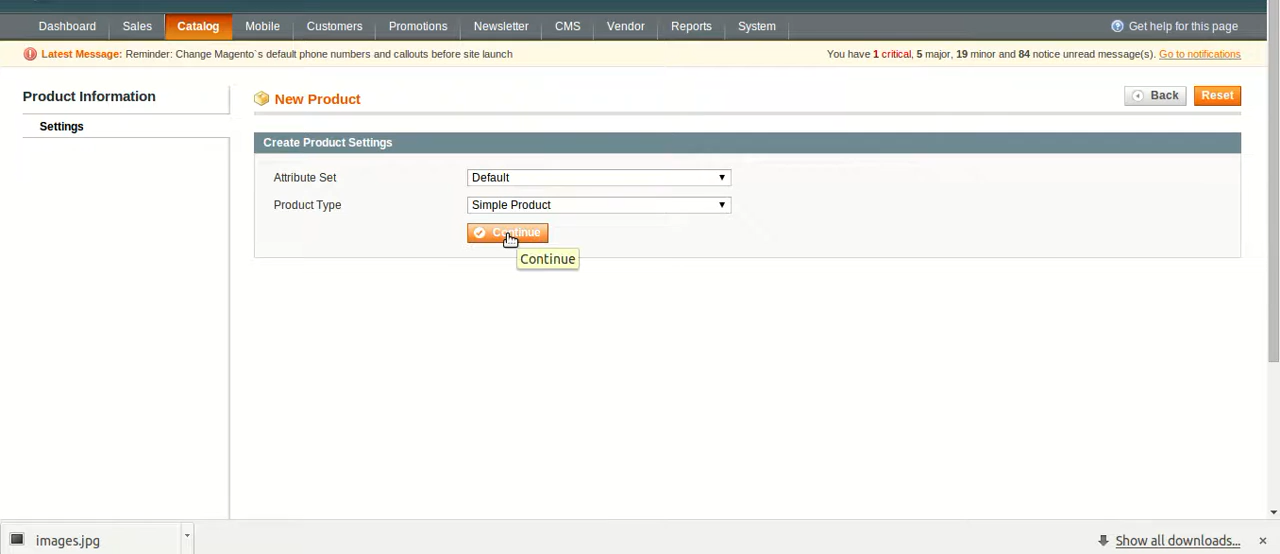 Dashboard Sales Catalog Mobile Customers Promotions Newsletter CMS Vendor Reports System Get help for this page
Latest Message: Reminder: Change Magento`s default phone numbers and callouts before site launch You have 1 critical, 5 major, 19 minor and 84 notice unread message(s). Go to notifications
Product Information
Settings
New Product Back Reset
Create Product Settings
Attribute Set Default
Product Type Simple Product
Continue
Continue
images.jpg Show all downloads...